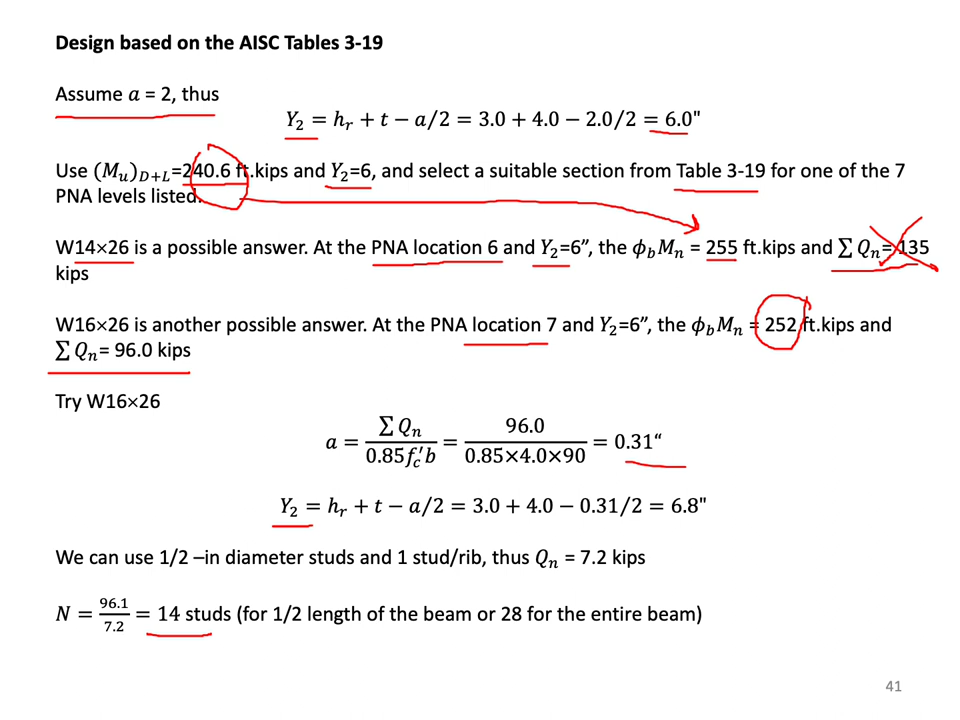 Design based on the AISC Tables 3-19
Assume a = 2, thus
Y₂ = hᵣ + t − a/2 = 3.0 + 4.0 − 2.0/2 = 6.0"
Use (Mᵤ)_D+L=240.6 ft.kips and Y₂=6, and select a suitable section from Table 3-19 for one of the 7
PNA levels listed.
W14×26 is a possible answer. At the PNA location 6 and Y₂=6”, the ϕ_bMₙ = 255 ft.kips and ∑ Qₙ= 135
kips
W16×26 is another possible answer. At the PNA location 7 and Y₂=6”, the ϕ_bMₙ = 252 ft.kips and
∑ Qₙ= 96.0 kips
Try W16×26
a = ∑ Qₙ / 0.85f′_c b = 96.0 / 0.85×4.0×90 = 0.31“
Y₂ = hᵣ + t − a/2 = 3.0 + 4.0 − 0.31/2 = 6.8"
We can use 1/2 –in diameter studs and 1 stud/rib, thus Qₙ = 7.2 kips
N = 96.1 / 7.2 = 14 studs (for 1/2 length of the beam or 28 for the entire beam)
41